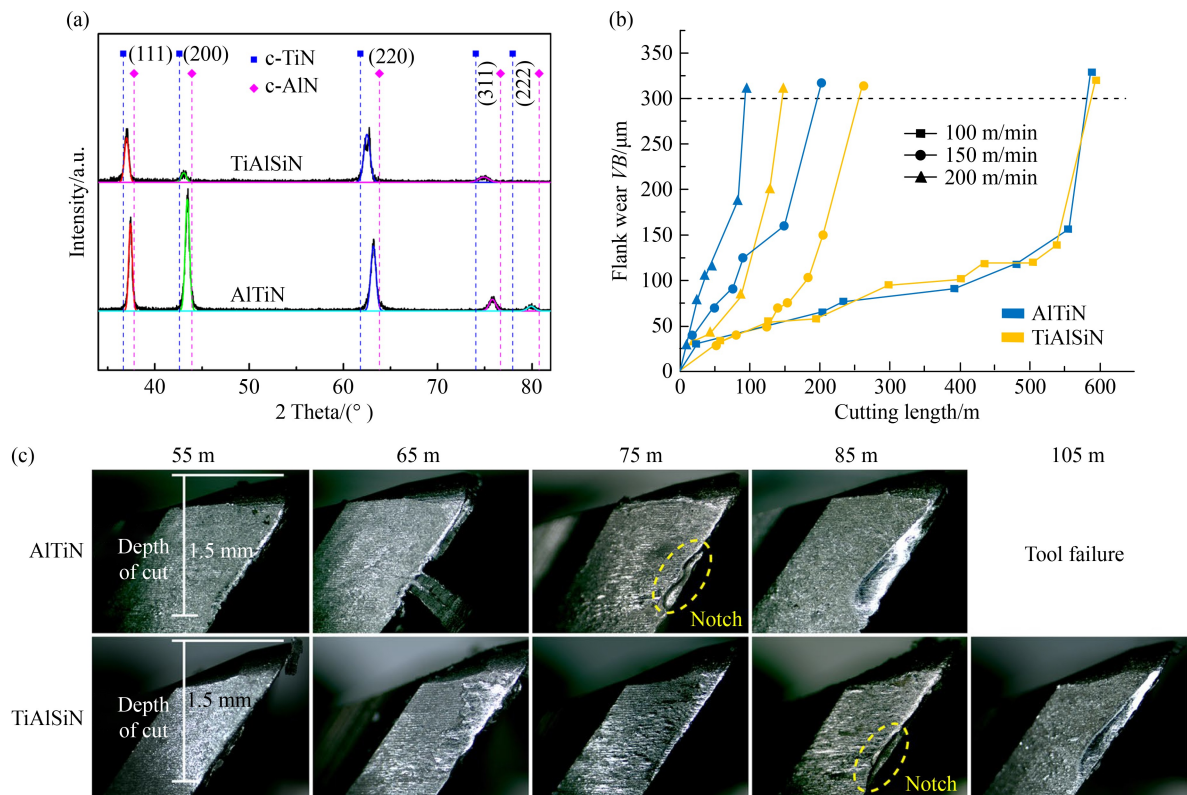 (a)
(111)
(200)
(220)
(311)
(222)
c-TiN
c-AlN
TiAlSiN
AlTiN
Intensity/a.u.
40
50
60
70
80
2 Theta/(° )
(b)
350
300
250
200
150
100
50
0
Flank wear VB/μm
100 m/min
150 m/min
200 m/min
AlTiN
TiAlSiN
0
100
200
300
400
500
600
Cutting length/m
(c)
55 m
65 m
75 m
85 m
105 m
AlTiN
Depth
of cut
1.5 mm
Notch
Tool failure
TiAlSiN
Depth
of cut
1.5 mm
Notch